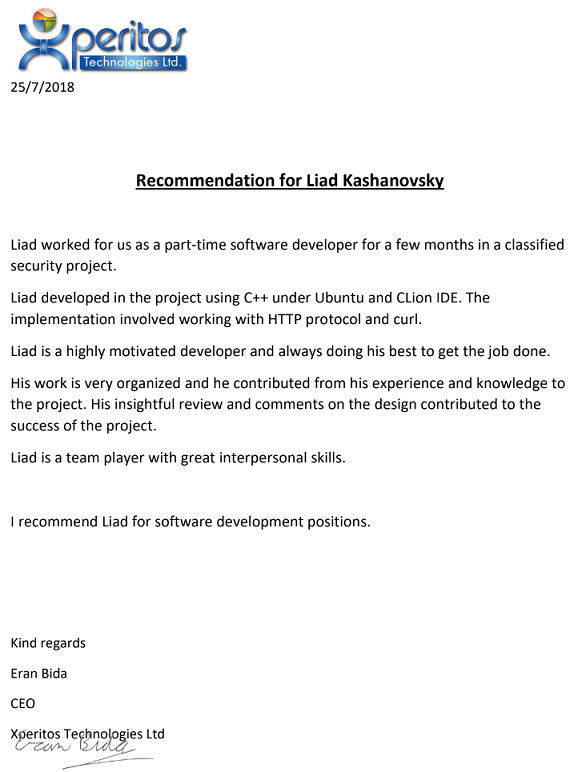 Xperitos
Technologies Ltd.
25/7/2018
Recommendation for Liad Kashanovsky
Liad worked for us as a part-time software developer for a few months in a classified
security project.
Liad developed in the project using C++ under Ubuntu and CLion IDE. The
implementation involved working with HTTP protocol and curl.
Liad is a highly motivated developer and always doing his best to get the job done.
His work is very organized and he contributed from his experience and knowledge to
the project. His insightful review and comments on the design contributed to the
success of the project.
Liad is a team player with great interpersonal skills.
I recommend Liad for software development positions.
Kind regards
Eran Bida
CEO
Xperitos Technologies Ltd
Eran Bida